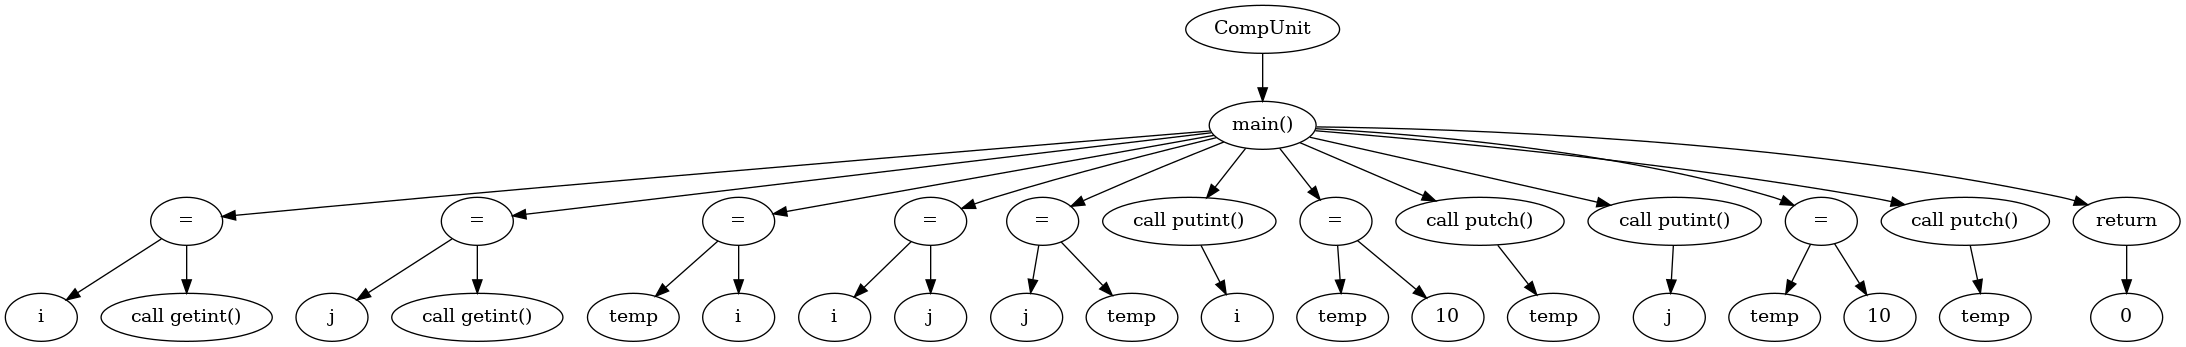 CompUnit
main()
= = = = = call putint() = call putch() call putint() = call putch() return
i call getint() j call getint() temp i i j j temp i temp 10 temp j temp 10 temp 0